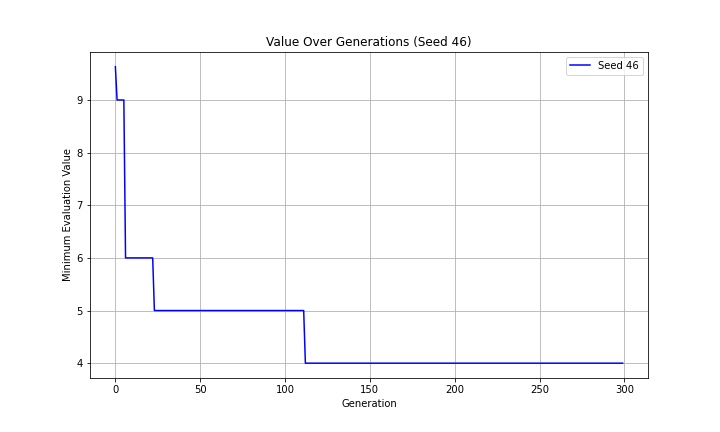 Value Over Generations (Seed 46)
Seed 46
Minimum Evaluation Value
9
8
7
6
5
4
0 50 100 150 200 250 300
Generation